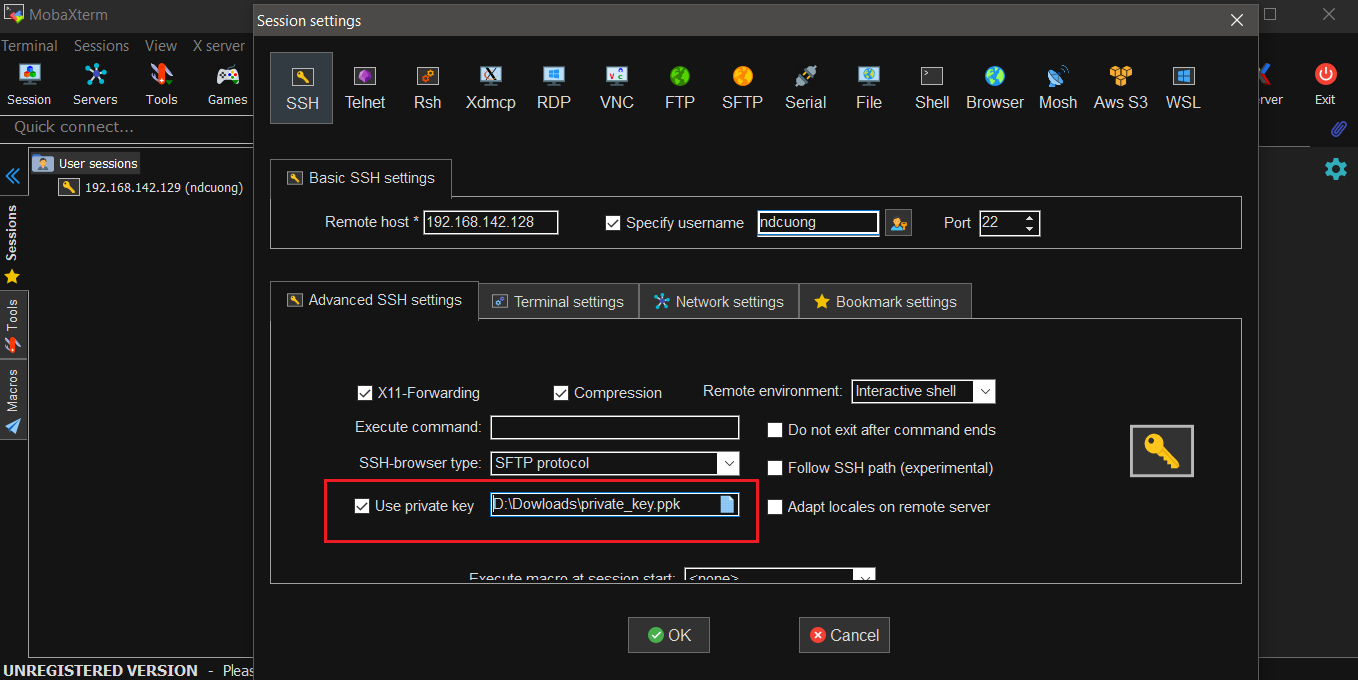 MobaXterm
Session settings
Terminal Sessions View X server
Session Servers Tools Games
SSH Telnet Rsh Xdmcp RDP VNC FTP SFTP Serial File Shell Browser Mosh Aws S3 WSL
rver Exit
Quick connect...
User sessions
192.168.142.129 (ndcuong)
Sessions
Tools
Macros
Basic SSH settings
Remote host * 192.168.142.128 Specify username ndcuong Port 22
Advanced SSH settings Terminal settings Network settings Bookmark settings
X11-Forwarding Compression Remote environment: Interactive shell
Execute command: Do not exit after command ends
SSH-browser type: SFTP protocol Follow SSH path (experimental)
Use private key D:\Dowloads\private_key.ppk Adapt locales on remote server
Execute macro at session start: <none>
OK Cancel
UNREGISTERED VERSION - Pleas